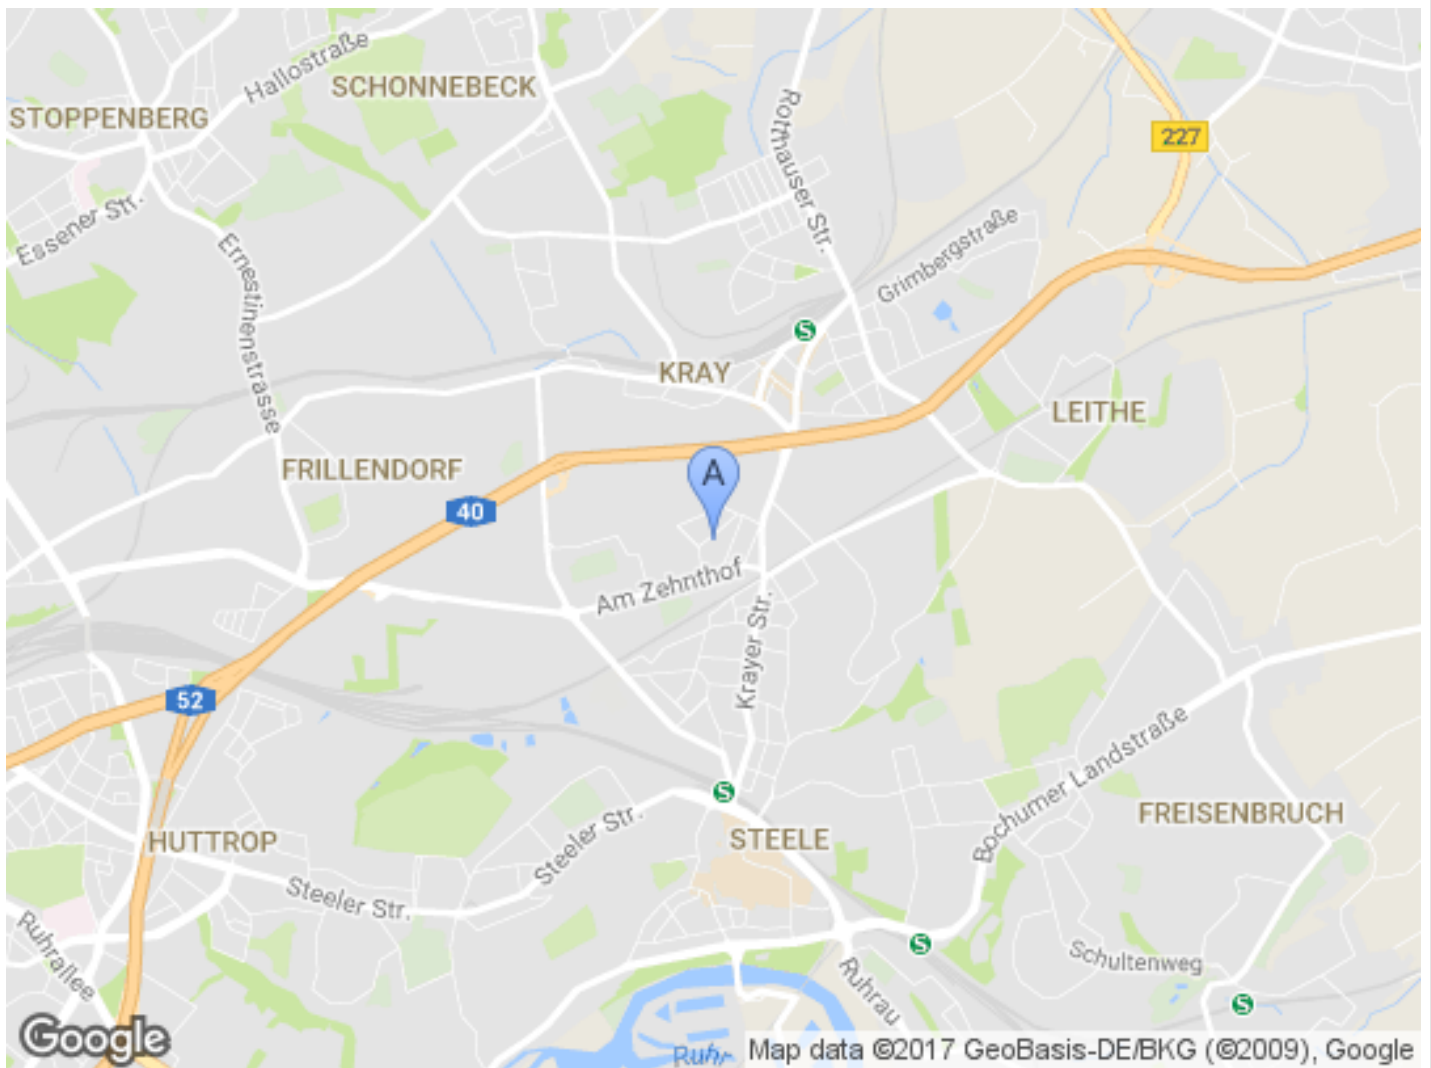 Hallostraße
SCHONNEBECK
STOPPENBERG
Rotthauser Str.
227
Essener Str.
Ernestinenstrasse
Grimbergstraße
S
KRAY
LEITHE
FRILLENDORF
A
40
Am Zehnthof
Krayer Str.
52
Bochumer Landstraße
S
FREISENBRUCH
HUTTROP
Steeler Str.
STEELE
Steeler Str.
Ruhrallee
S
Schultenweg
Ruhrau
S
Google
Ruhr
Map data ©2017 GeoBasis-DE/BKG (©2009), Google